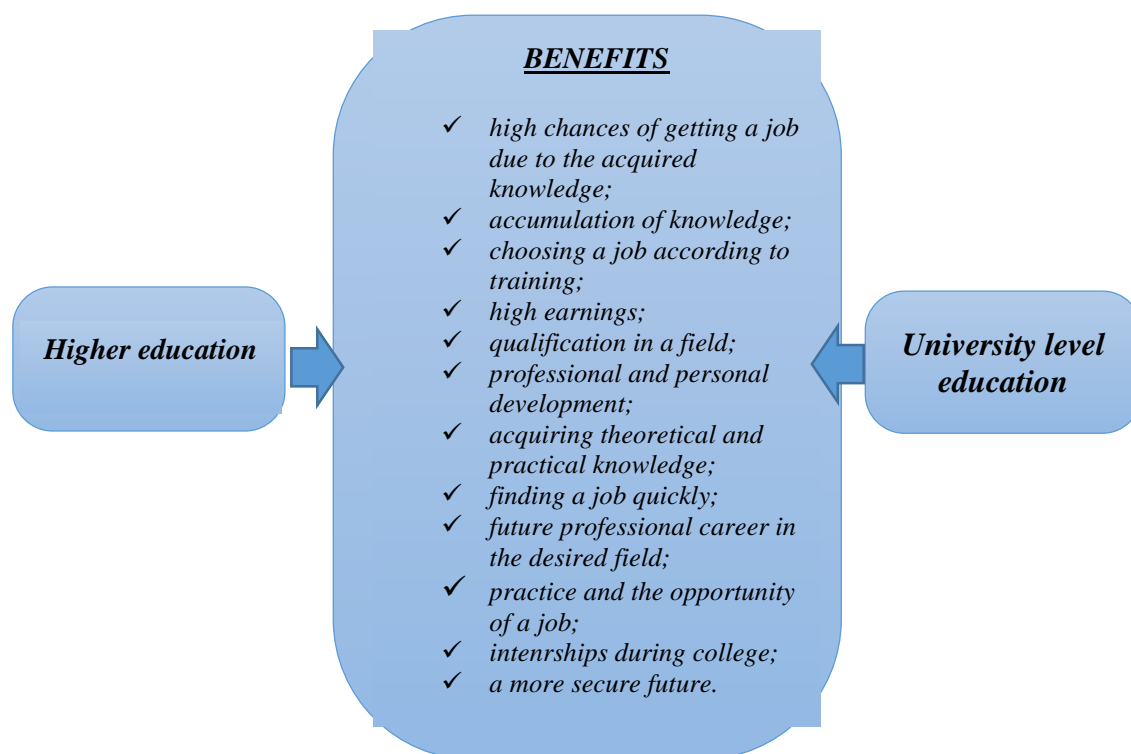 BENEFITS
✓ high chances of getting a job
due to the acquired
knowledge;
✓ accumulation of knowledge;
✓ choosing a job according to
training;
✓ high earnings;
✓ qualification in a field;
✓ professional and personal
development;
✓ acquiring theoretical and
practical knowledge;
✓ finding a job quickly;
✓ future professional career in
the desired field;
✓ practice and the opportunity
of a job;
✓ intenrships during college;
✓ a more secure future.
Higher education
University level
education